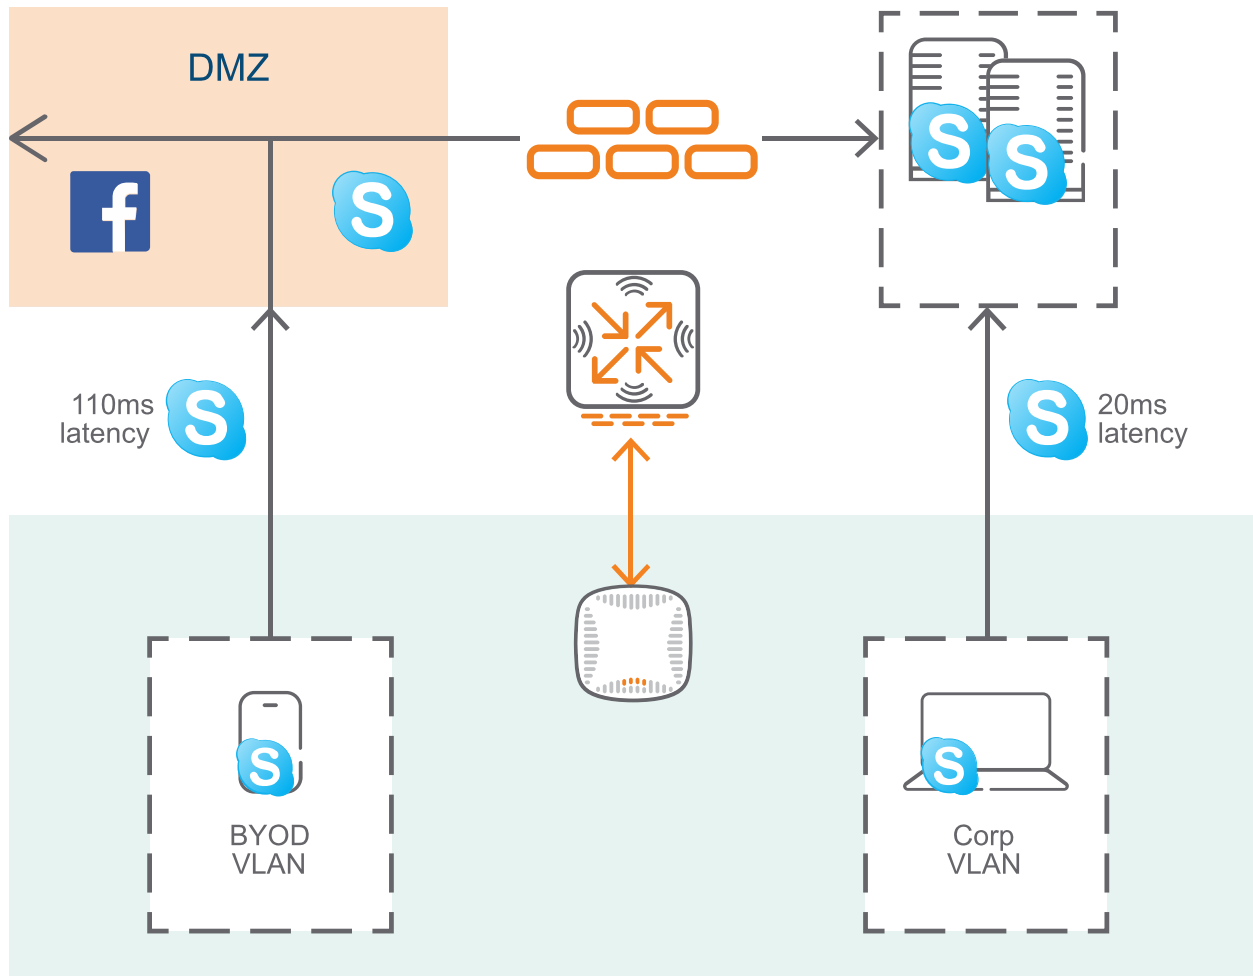 DMZ
110ms
latency
20ms
latency
BYOD
VLAN
Corp
VLAN